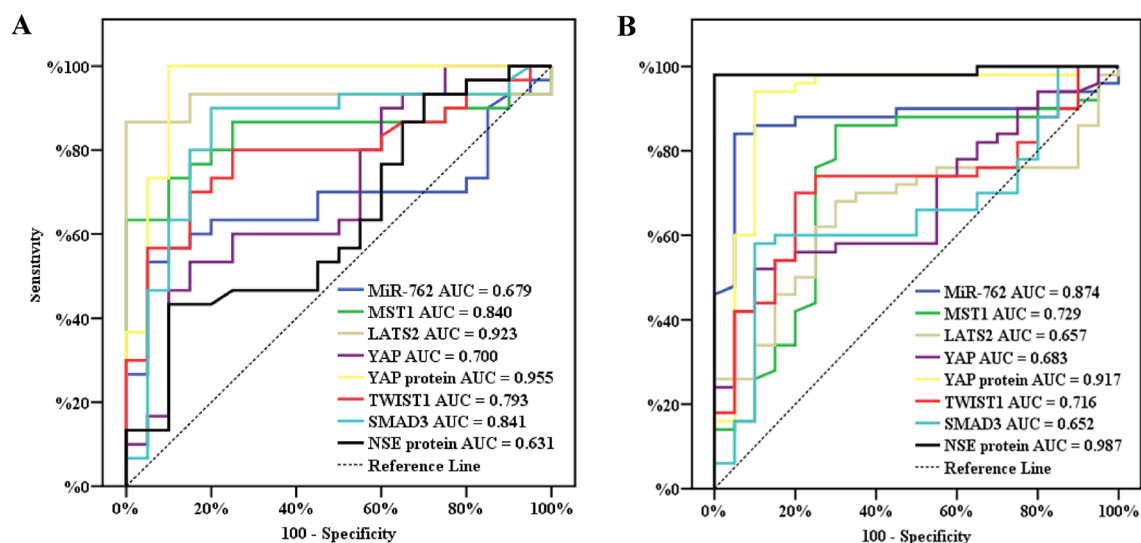 A
%100
%80
%60
%40
%20
%0
Sensitivity
MiR-762 AUC = 0.679
MST1 AUC = 0.840
LATS2 AUC = 0.923
YAP AUC = 0.700
YAP protein AUC = 0.955
TWIST1 AUC = 0.793
SMAD3 AUC = 0.841
NSE protein AUC = 0.631
Reference Line
0% 20% 40% 60% 80% 100%
100 - Specificity
B
%100
%80
%60
%40
%20
%0
MiR-762 AUC = 0.874
MST1 AUC = 0.729
LATS2 AUC = 0.657
YAP AUC = 0.683
YAP protein AUC = 0.917
TWIST1 AUC = 0.716
SMAD3 AUC = 0.652
NSE protein AUC = 0.987
Reference Line
0% 20% 40% 60% 80% 100%
100 - Specificity